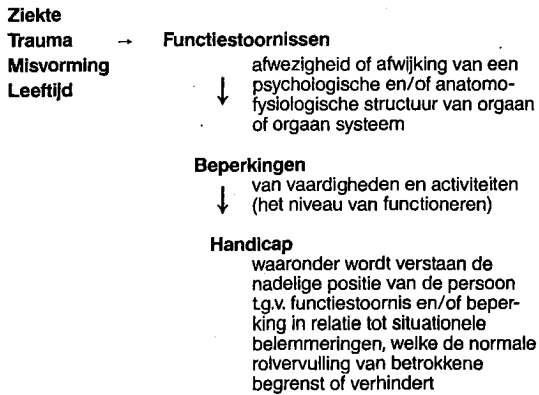 Ziekte
Trauma → Functiestoornissen
Misvorming
Leeftijd
afwezigheid of afwijking van een
psychologische en/of anatomo-
fysiologische structuur van orgaan
of orgaan systeem
Beperkingen
van vaardigheden en activiteiten
(het niveau van functioneren)
Handicap
waaronder wordt verstaan de
nadelige positie van de persoon
t.g.v. functiestoornis en/of beper-
king in relatie tot situationele
belemmeringen, welke de normale
rolvervulling van betrokkene
begrenst of verhindert